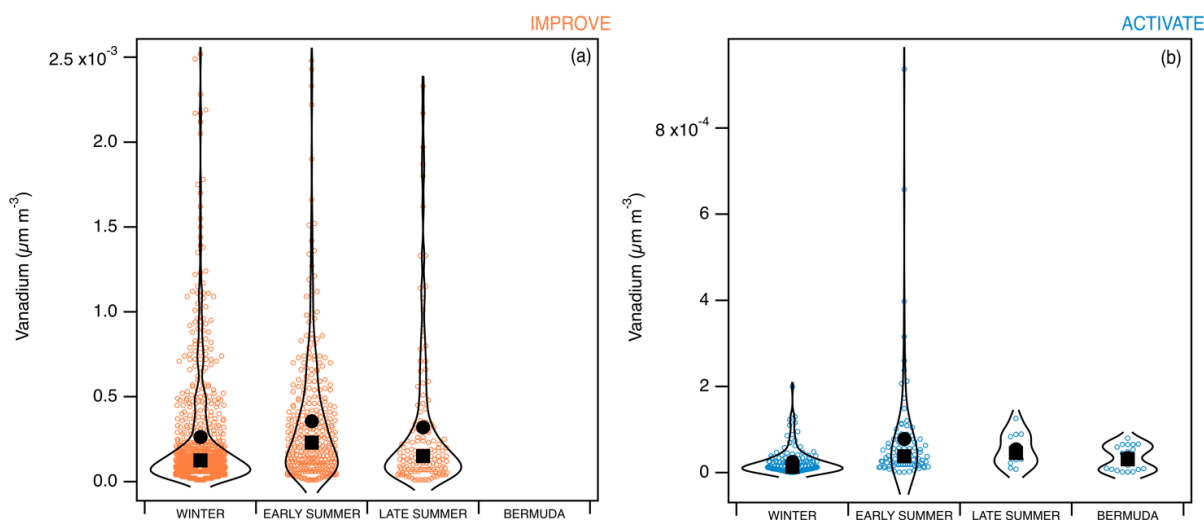 IMPROVE
(a)
2.5 x10⁻³
2.0
1.5
1.0
0.5
0.0
Vanadium (µm m⁻³)
WINTER
EARLY SUMMER
LATE SUMMER
BERMUDA
ACTIVATE
(b)
8 x10⁻⁴
6
4
2
0
Vanadium (µm m⁻³)
WINTER
EARLY SUMMER
LATE SUMMER
BERMUDA